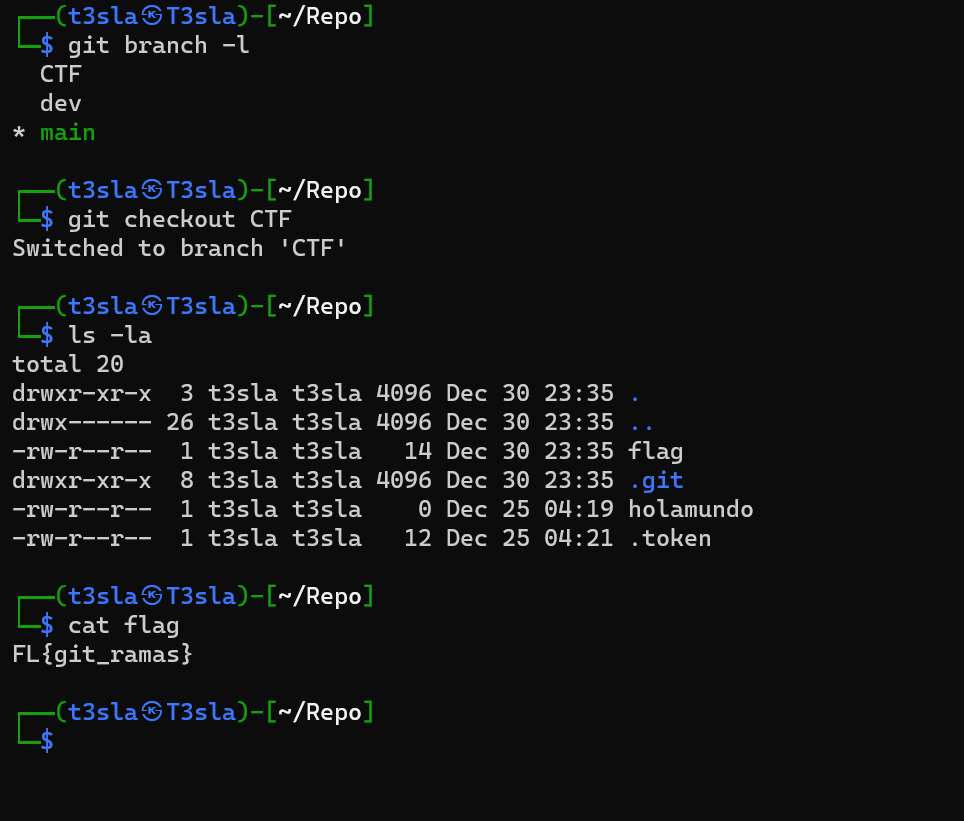 ┌──(t3sla㉿T3sla)-[~/Repo]
└─$ git branch -l
  CTF
  dev
* main
┌──(t3sla㉿T3sla)-[~/Repo]
└─$ git checkout CTF
Switched to branch 'CTF'
┌──(t3sla㉿T3sla)-[~/Repo]
└─$ ls -la
total 20
drwxr-xr-x  3 t3sla t3sla 4096 Dec 30 23:35 .
drwx------ 26 t3sla t3sla 4096 Dec 30 23:35 ..
-rw-r--r--  1 t3sla t3sla   14 Dec 30 23:35 flag
drwxr-xr-x  8 t3sla t3sla 4096 Dec 30 23:35 .git
-rw-r--r--  1 t3sla t3sla    0 Dec 25 04:19 holamundo
-rw-r--r--  1 t3sla t3sla   12 Dec 25 04:21 .token
┌──(t3sla㉿T3sla)-[~/Repo]
└─$ cat flag
FL{git_ramas}
┌──(t3sla㉿T3sla)-[~/Repo]
└─$